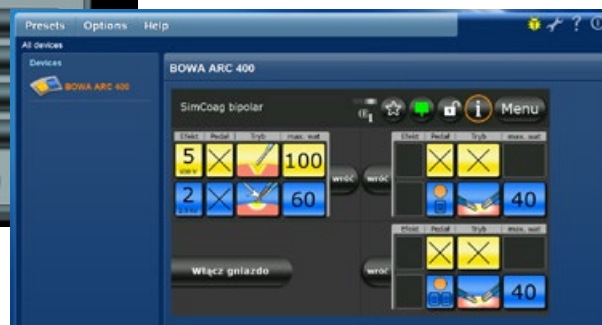 Presets Options Help
All devices
Devices
BOWA ARC 400
BOWA ARC 400
SimCoag bipolar
i Menu
Efekt Pedał Tryb max. wat
5 100
2 60
wróć
Włącz gniazdo
wróć
Efekt Pedał Tryb max. wat
40
wróć
Efekt Pedał Tryb max. wat
40